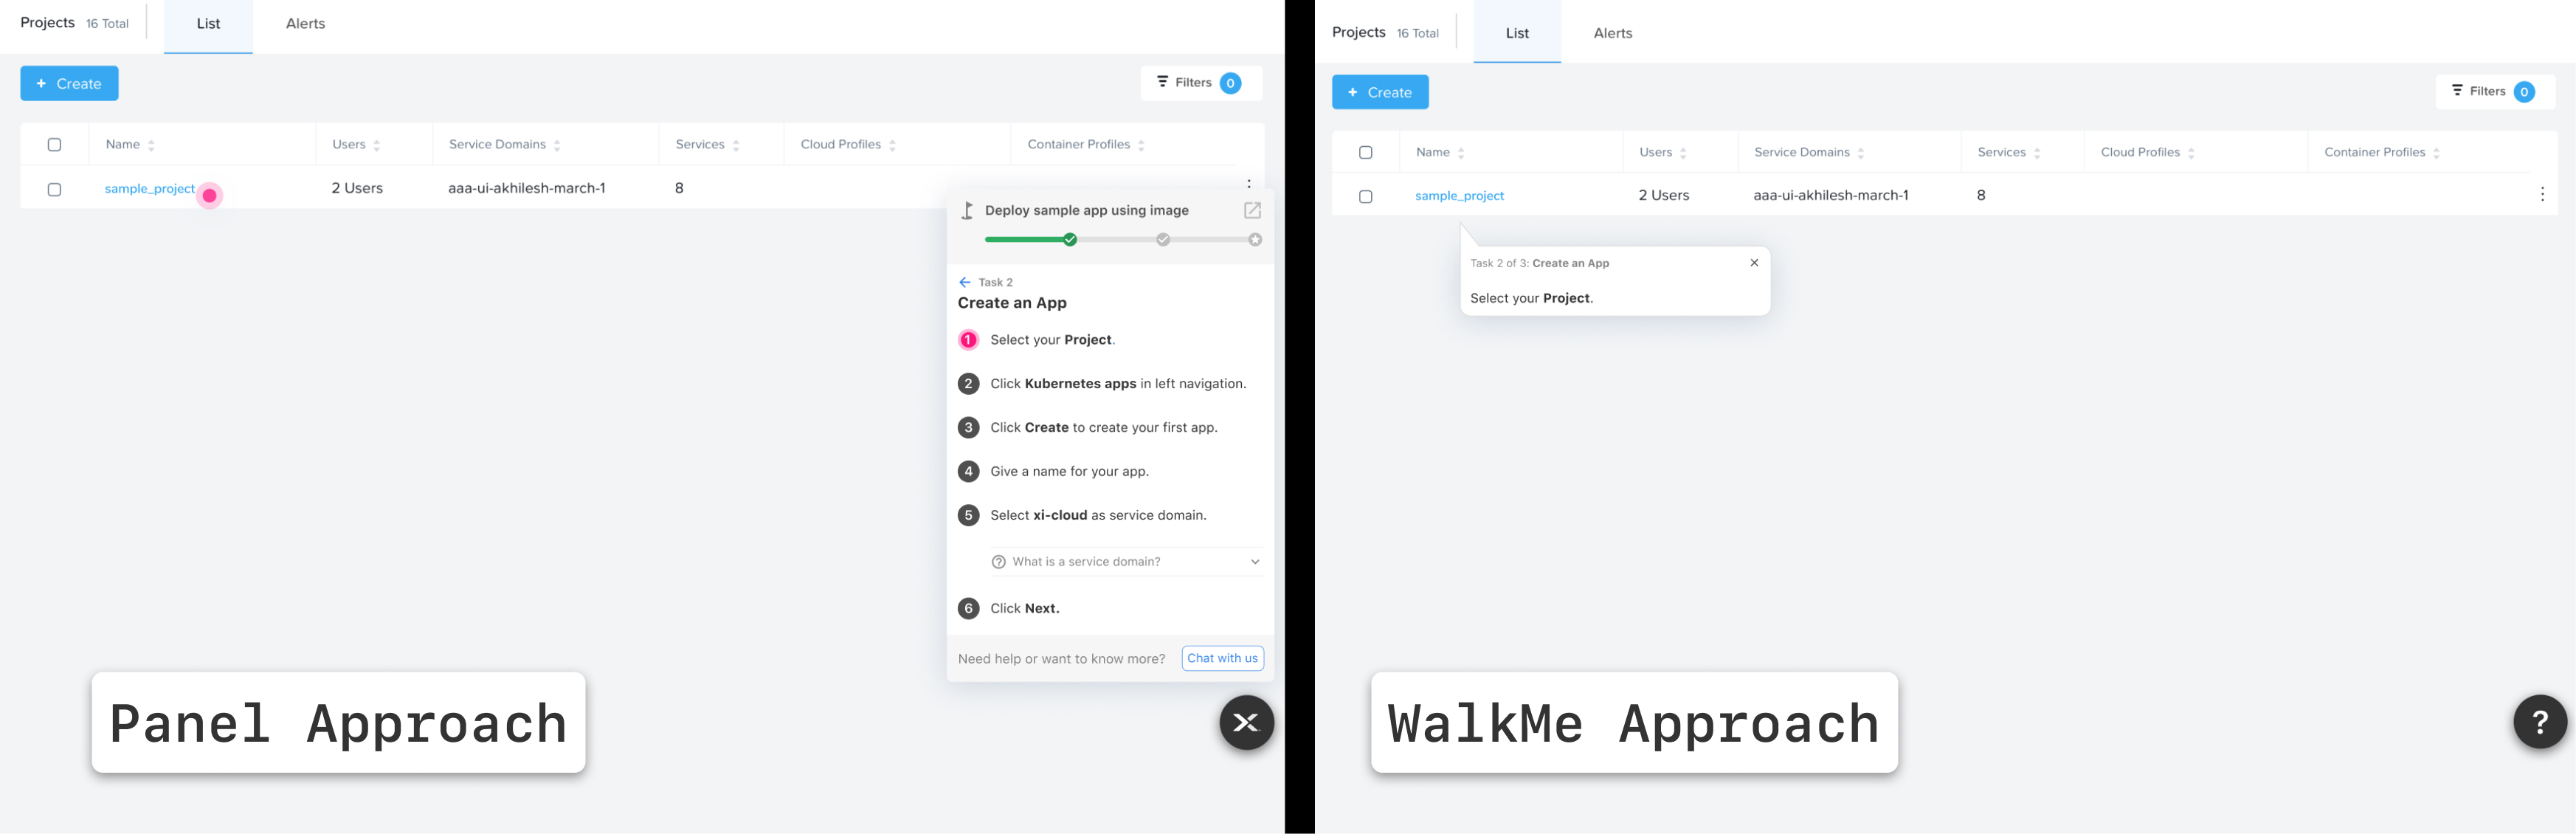 Projects 16 Total List Alerts
+ Create
Filters 0
Name Users Service Domains Services Cloud Profiles Container Profiles
sample_project 2 Users aaa-ui-akhilesh-march-1 8
Deploy sample app using image
Task 2
Create an App
1 Select your Project.
2 Click Kubernetes apps in left navigation.
3 Click Create to create your first app.
4 Give a name for your app.
5 Select xi-cloud as service domain.
? What is a service domain?
6 Click Next.
Need help or want to know more? Chat with us
Panel Approach
Projects 16 Total List Alerts
+ Create
Filters 0
Name Users Service Domains Services Cloud Profiles Container Profiles
sample_project 2 Users aaa-ui-akhilesh-march-1 8
Task 2 of 3: Create an App
Select your Project.
WalkMe Approach
?